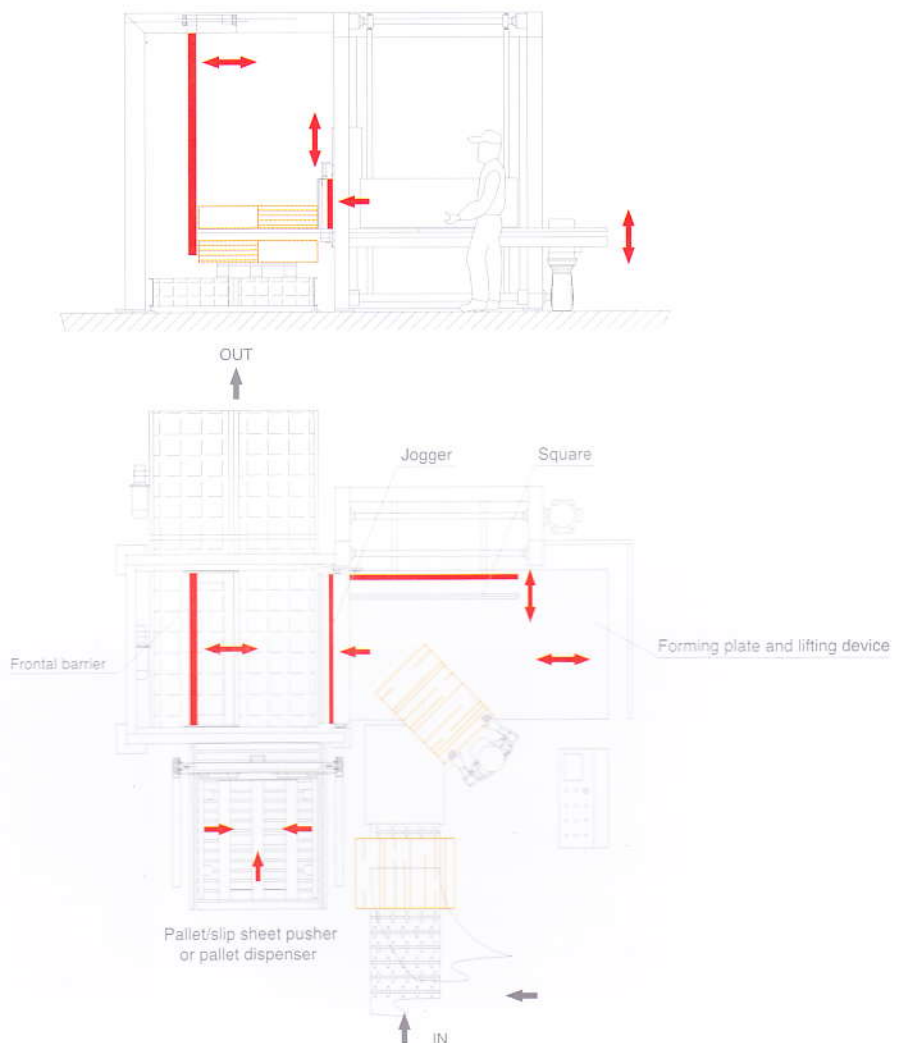 OUT
Jogger
Square
Frontal barrier
Forming plate and lifting device
Pallet/slip sheet pusher
or pallet dispenser
IN